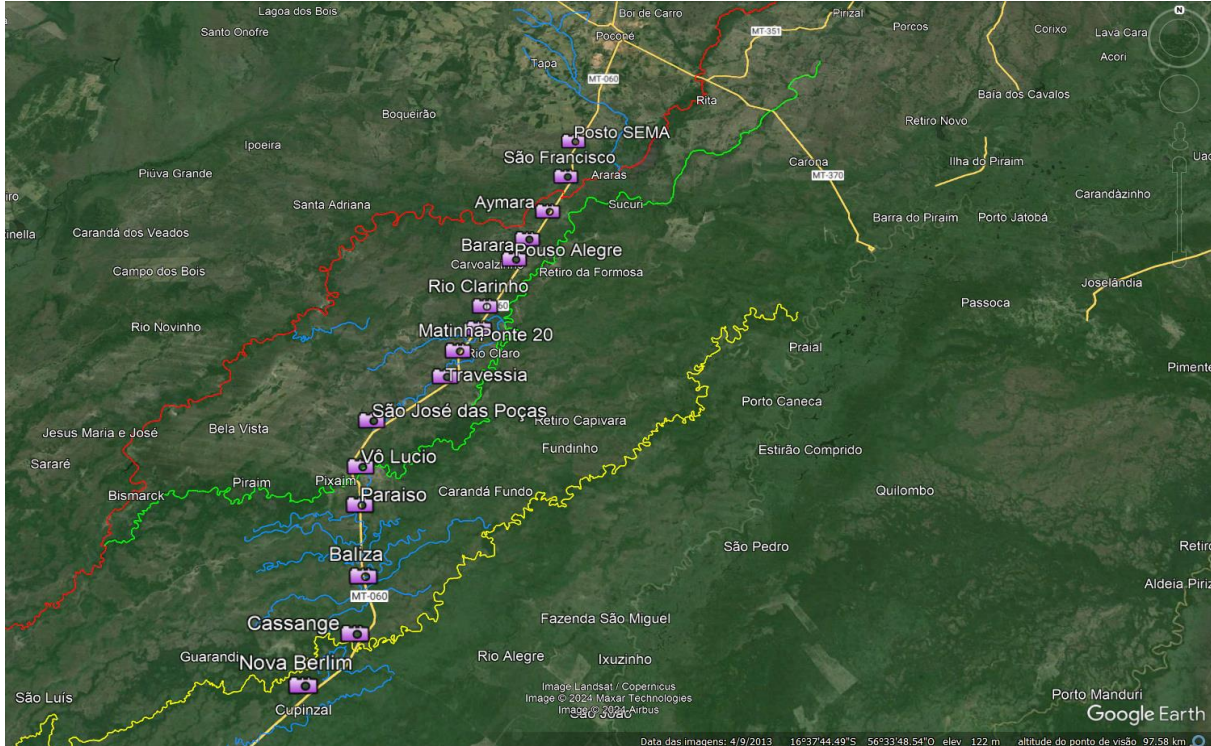 Lagoa dos Bois
Boi de Carro
Pirizal
Santo Onofre
Poconé
MT-351
Porcos
Corixo
Lava Cara
N
Tapa
Acori
MT-060
Rita
Baía dos Cavalos
Boqueirão
Retiro Novo
Posto SEMA
Ipoeira
São Francisco
Carona
Ilha do Piraim
Piúva Grande
Araras
MT-370
Carandàzinho
Santa Adriana
Aymara
Sucuri
Barra do Piraim
Porto Jatobá
Carandá dos Veados
Barara
Pouso Alegre
Campo dos Bois
Retiro da Formosa
Joselândia
Rio Clarinho
Passoca
Rio Novinho
Matinha
Ponte 20
Rio Claro
Praial
Travessia
Porto Caneca
São José das Poças
Retiro Capivara
Jesus Maria e José
Bela Vista
Fundinho
Estirão Comprido
Sararé
Vô Lucio
Piraim
Pixaim
Bismarck
Paraiso
Carandá Fundo
Quilombo
São Pedro
Baliza
MT-060
Cassange
Fazenda São Miguel
Guarandi
Nova Berlim
Rio Alegre
Ixuzinho
São Luís
Cupinzal
Image Landsat / Copernicus
Image © 2024 Maxar Technologies
Image © 2024 Airbus
São João
Porto Manduri
Google Earth
Data das imagens: 4/9/2013 16°37'44.49"S 56°33'48.54"O elev 122 m altitude do ponto de visão 97.58 km